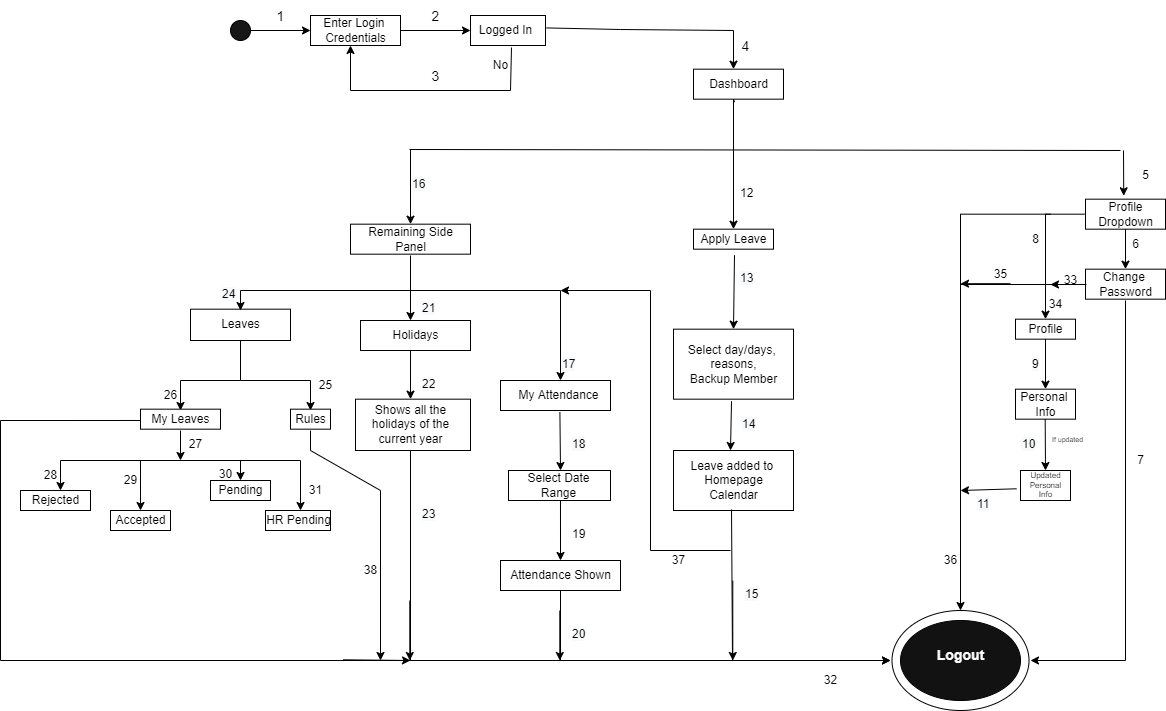 1
Enter Login
Credentials
2
Logged In
No
3
4
Dashboard
16
12
5
Remaining Side
Panel
Apply Leave
Profile
Dropdown
8
6
13
35
33
Change
Password
24
Leaves
21
Holidays
34
Profile
17
Select day/days,
reasons,
Backup Member
9
26
25
22
My Attendance
My Leaves
Rules
Shows all the
holidays of the
current year
Personal
Info
14
27
18
10
If updated
7
28
29
30
31
Rejected
Pending
Accepted
HR Pending
Select Date
Range
Leave added to
Homepage
Calendar
Updated
Personal
Info
11
23
19
38
Attendance Shown
37
36
15
20
Logout
32